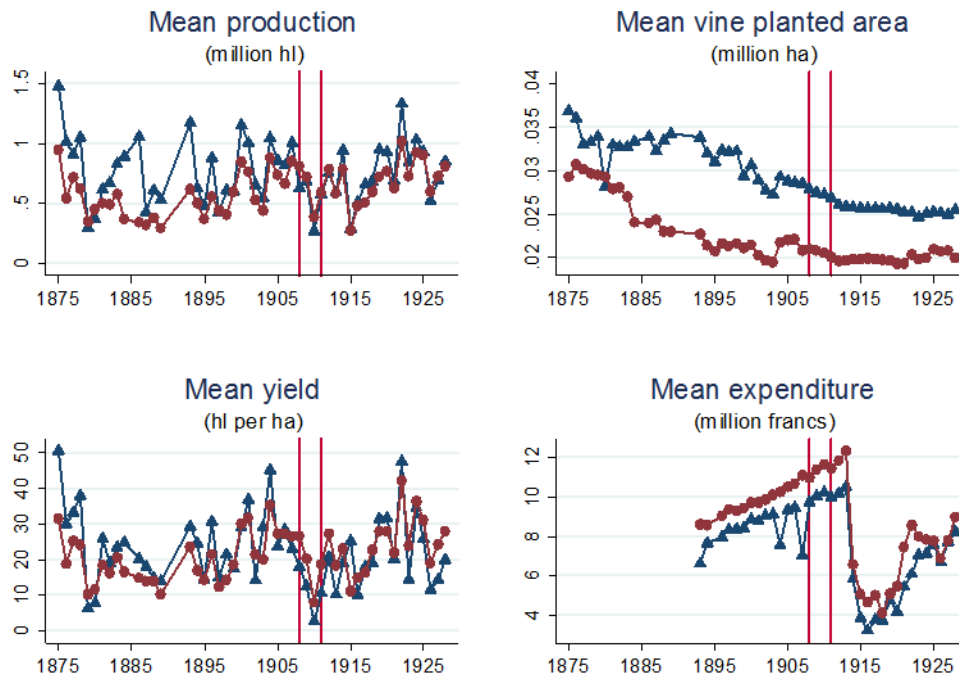 Mean production
(million hl)
1.5
1
.5
0
1875 1885 1895 1905 1915 1925
Mean vine planted area
(million ha)
.04
.035
.03
.025
.02
1875 1885 1895 1905 1915 1925
Mean yield
(hl per ha)
50
40
30
20
10
0
1875 1885 1895 1905 1915 1925
Mean expenditure
(million francs)
12
10
8
6
4
1875 1885 1895 1905 1915 1925